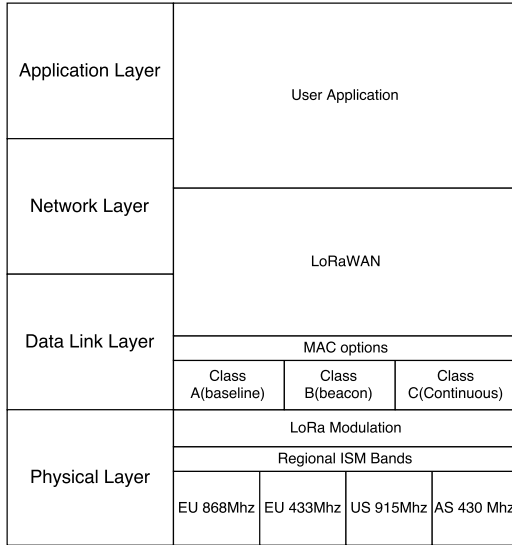 Application Layer
User Application
Network Layer
LoRaWAN
Data Link Layer
MAC options
Class
A(baseline)
Class
B(beacon)
Class
C(Continuous)
Physical Layer
LoRa Modulation
Regional ISM Bands
EU 868Mhz
EU 433Mhz
US 915Mhz
AS 430 Mhz